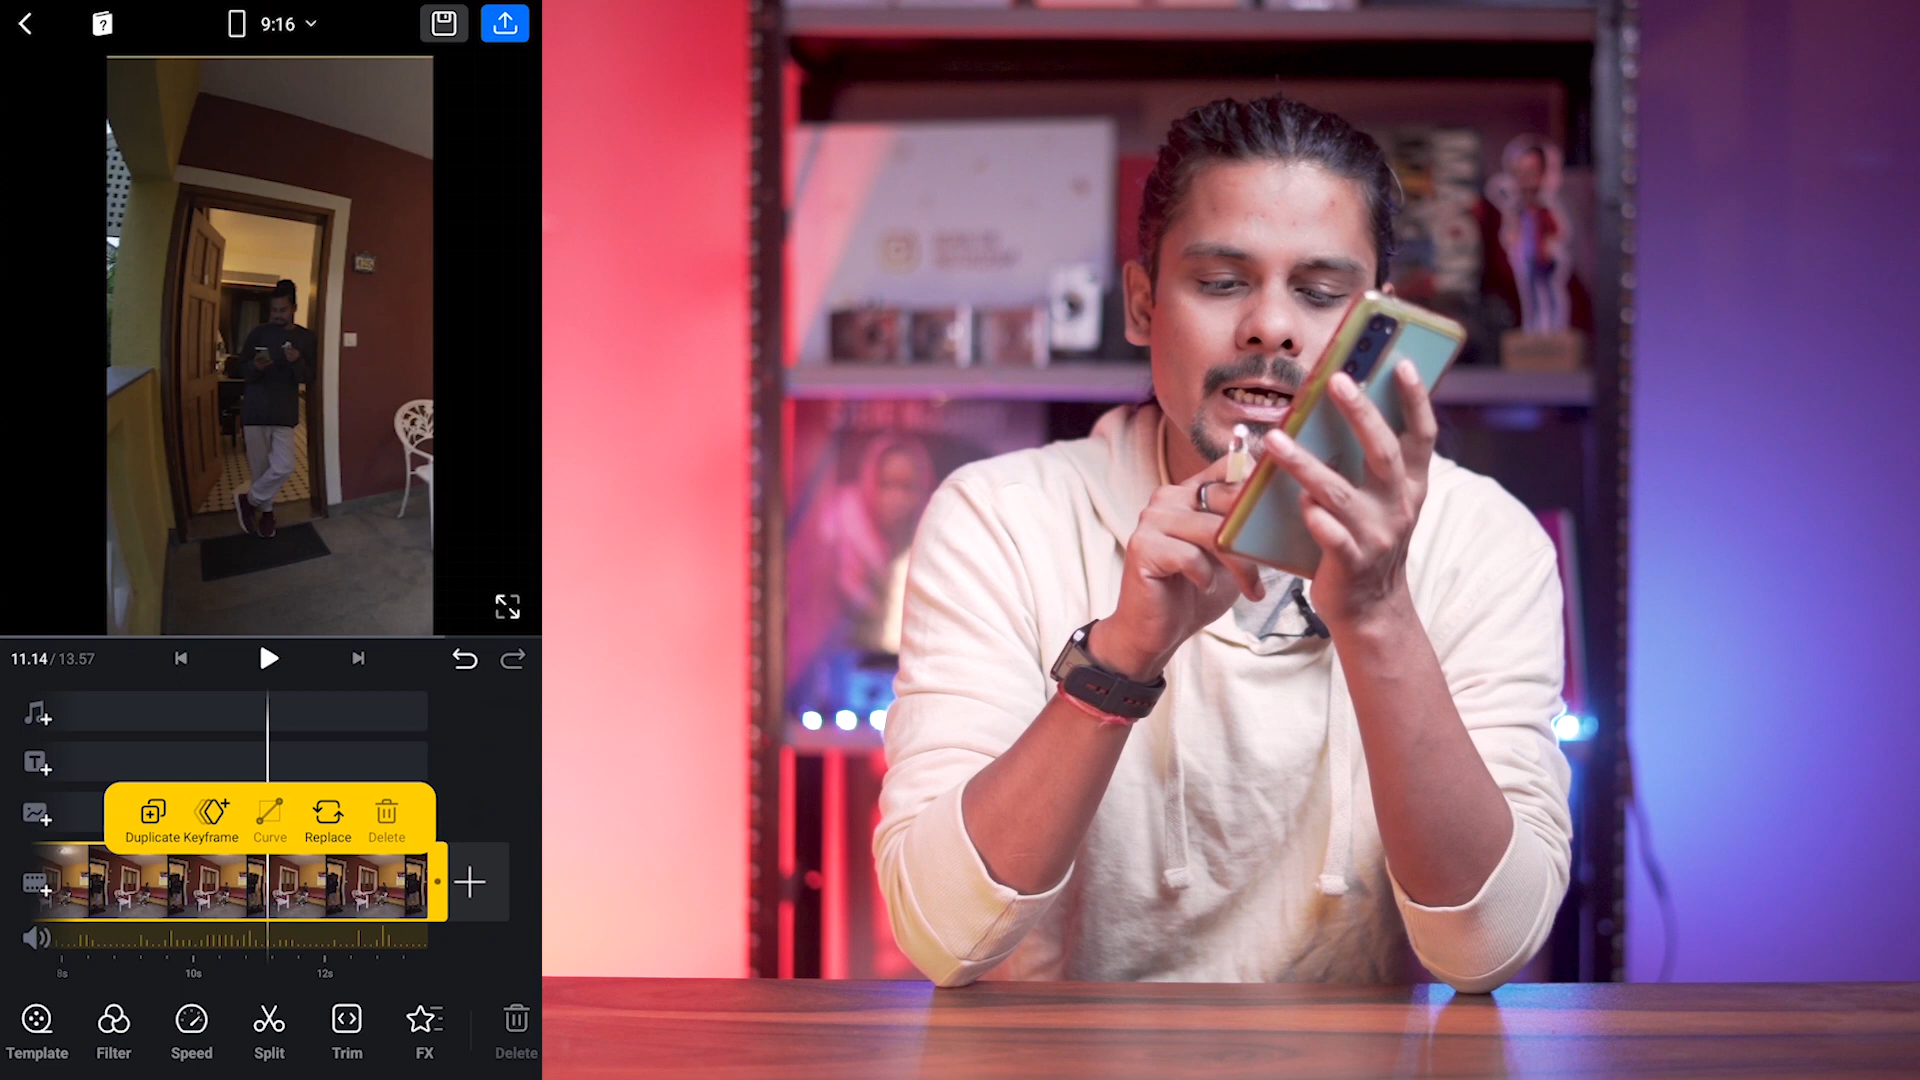 9:16
11.14 / 13.57
Duplicate Keyframe Curve Replace Delete
8s 10s 12s
Template Filter Speed Split Trim FX Delete